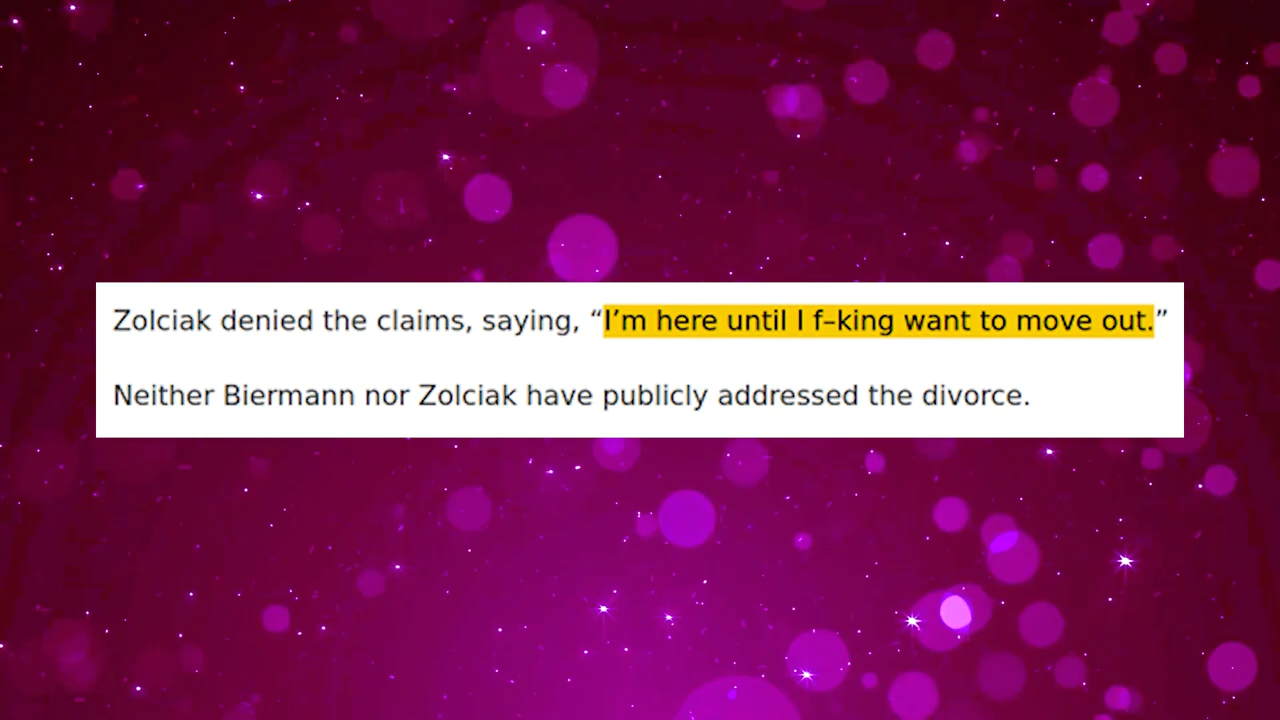 Zolciak denied the claims, saying, “I’m here until I f–king want to move out.”
Neither Biermann nor Zolciak have publicly addressed the divorce.